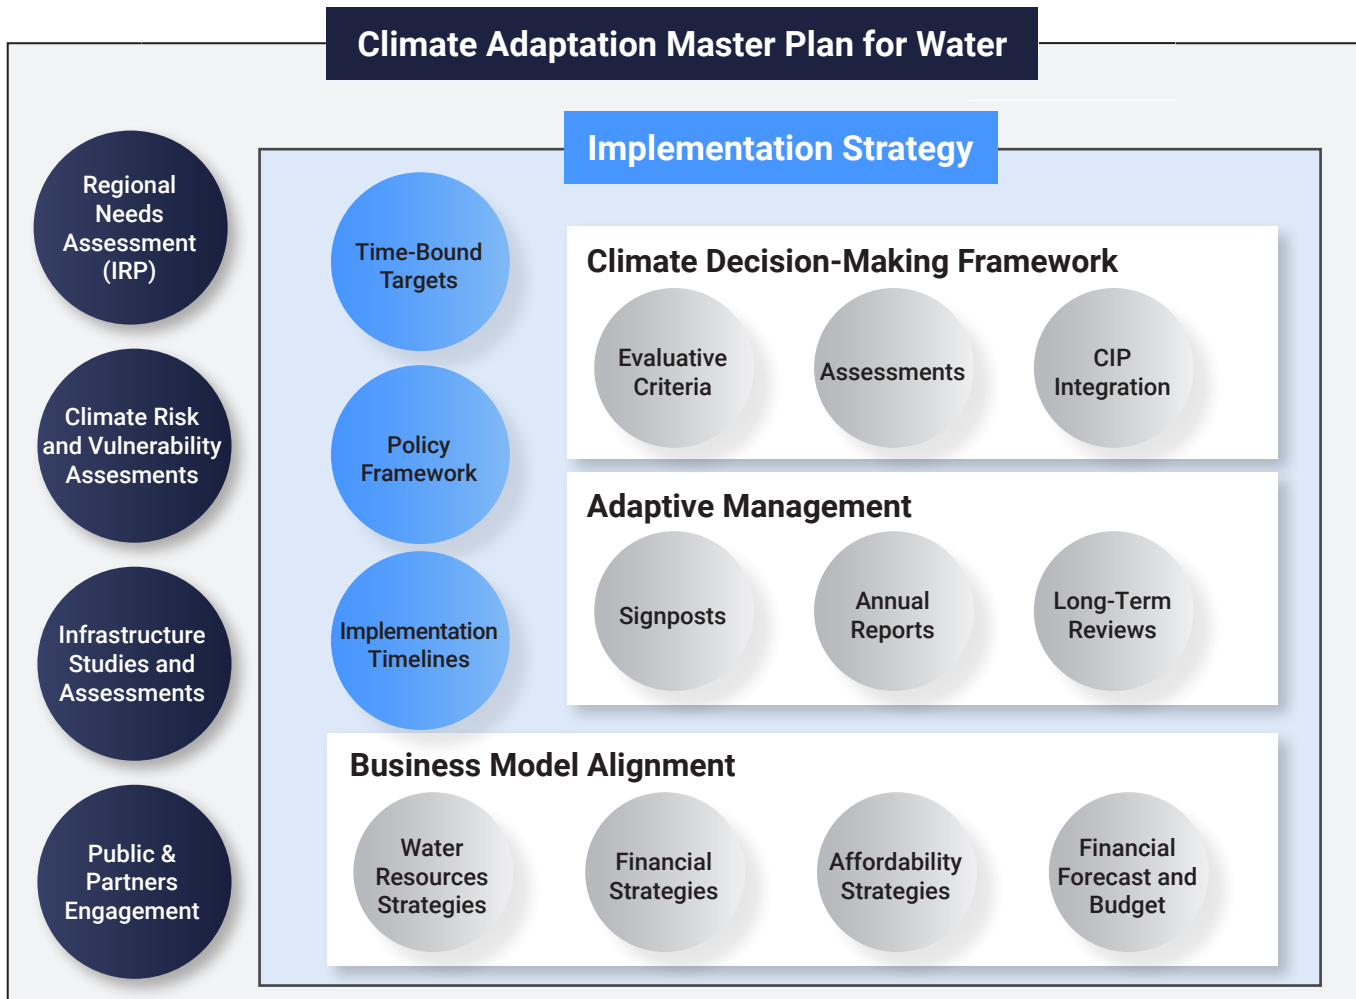 Climate Adaptation Master Plan for Water
Regional
Needs
Assessment
(IRP)
Climate Risk
and Vulnerability
Assesments
Infrastructure
Studies and
Assessments
Public &
Partners
Engagement
Implementation Strategy
Time-Bound
Targets
Policy
Framework
Implementation
Timelines
Climate Decision-Making Framework
Evaluative
Criteria
Assessments
CIP
Integration
Adaptive Management
Signposts
Annual
Reports
Long-Term
Reviews
Business Model Alignment
Water
Resources
Strategies
Financial
Strategies
Affordability
Strategies
Financial
Forecast and
Budget